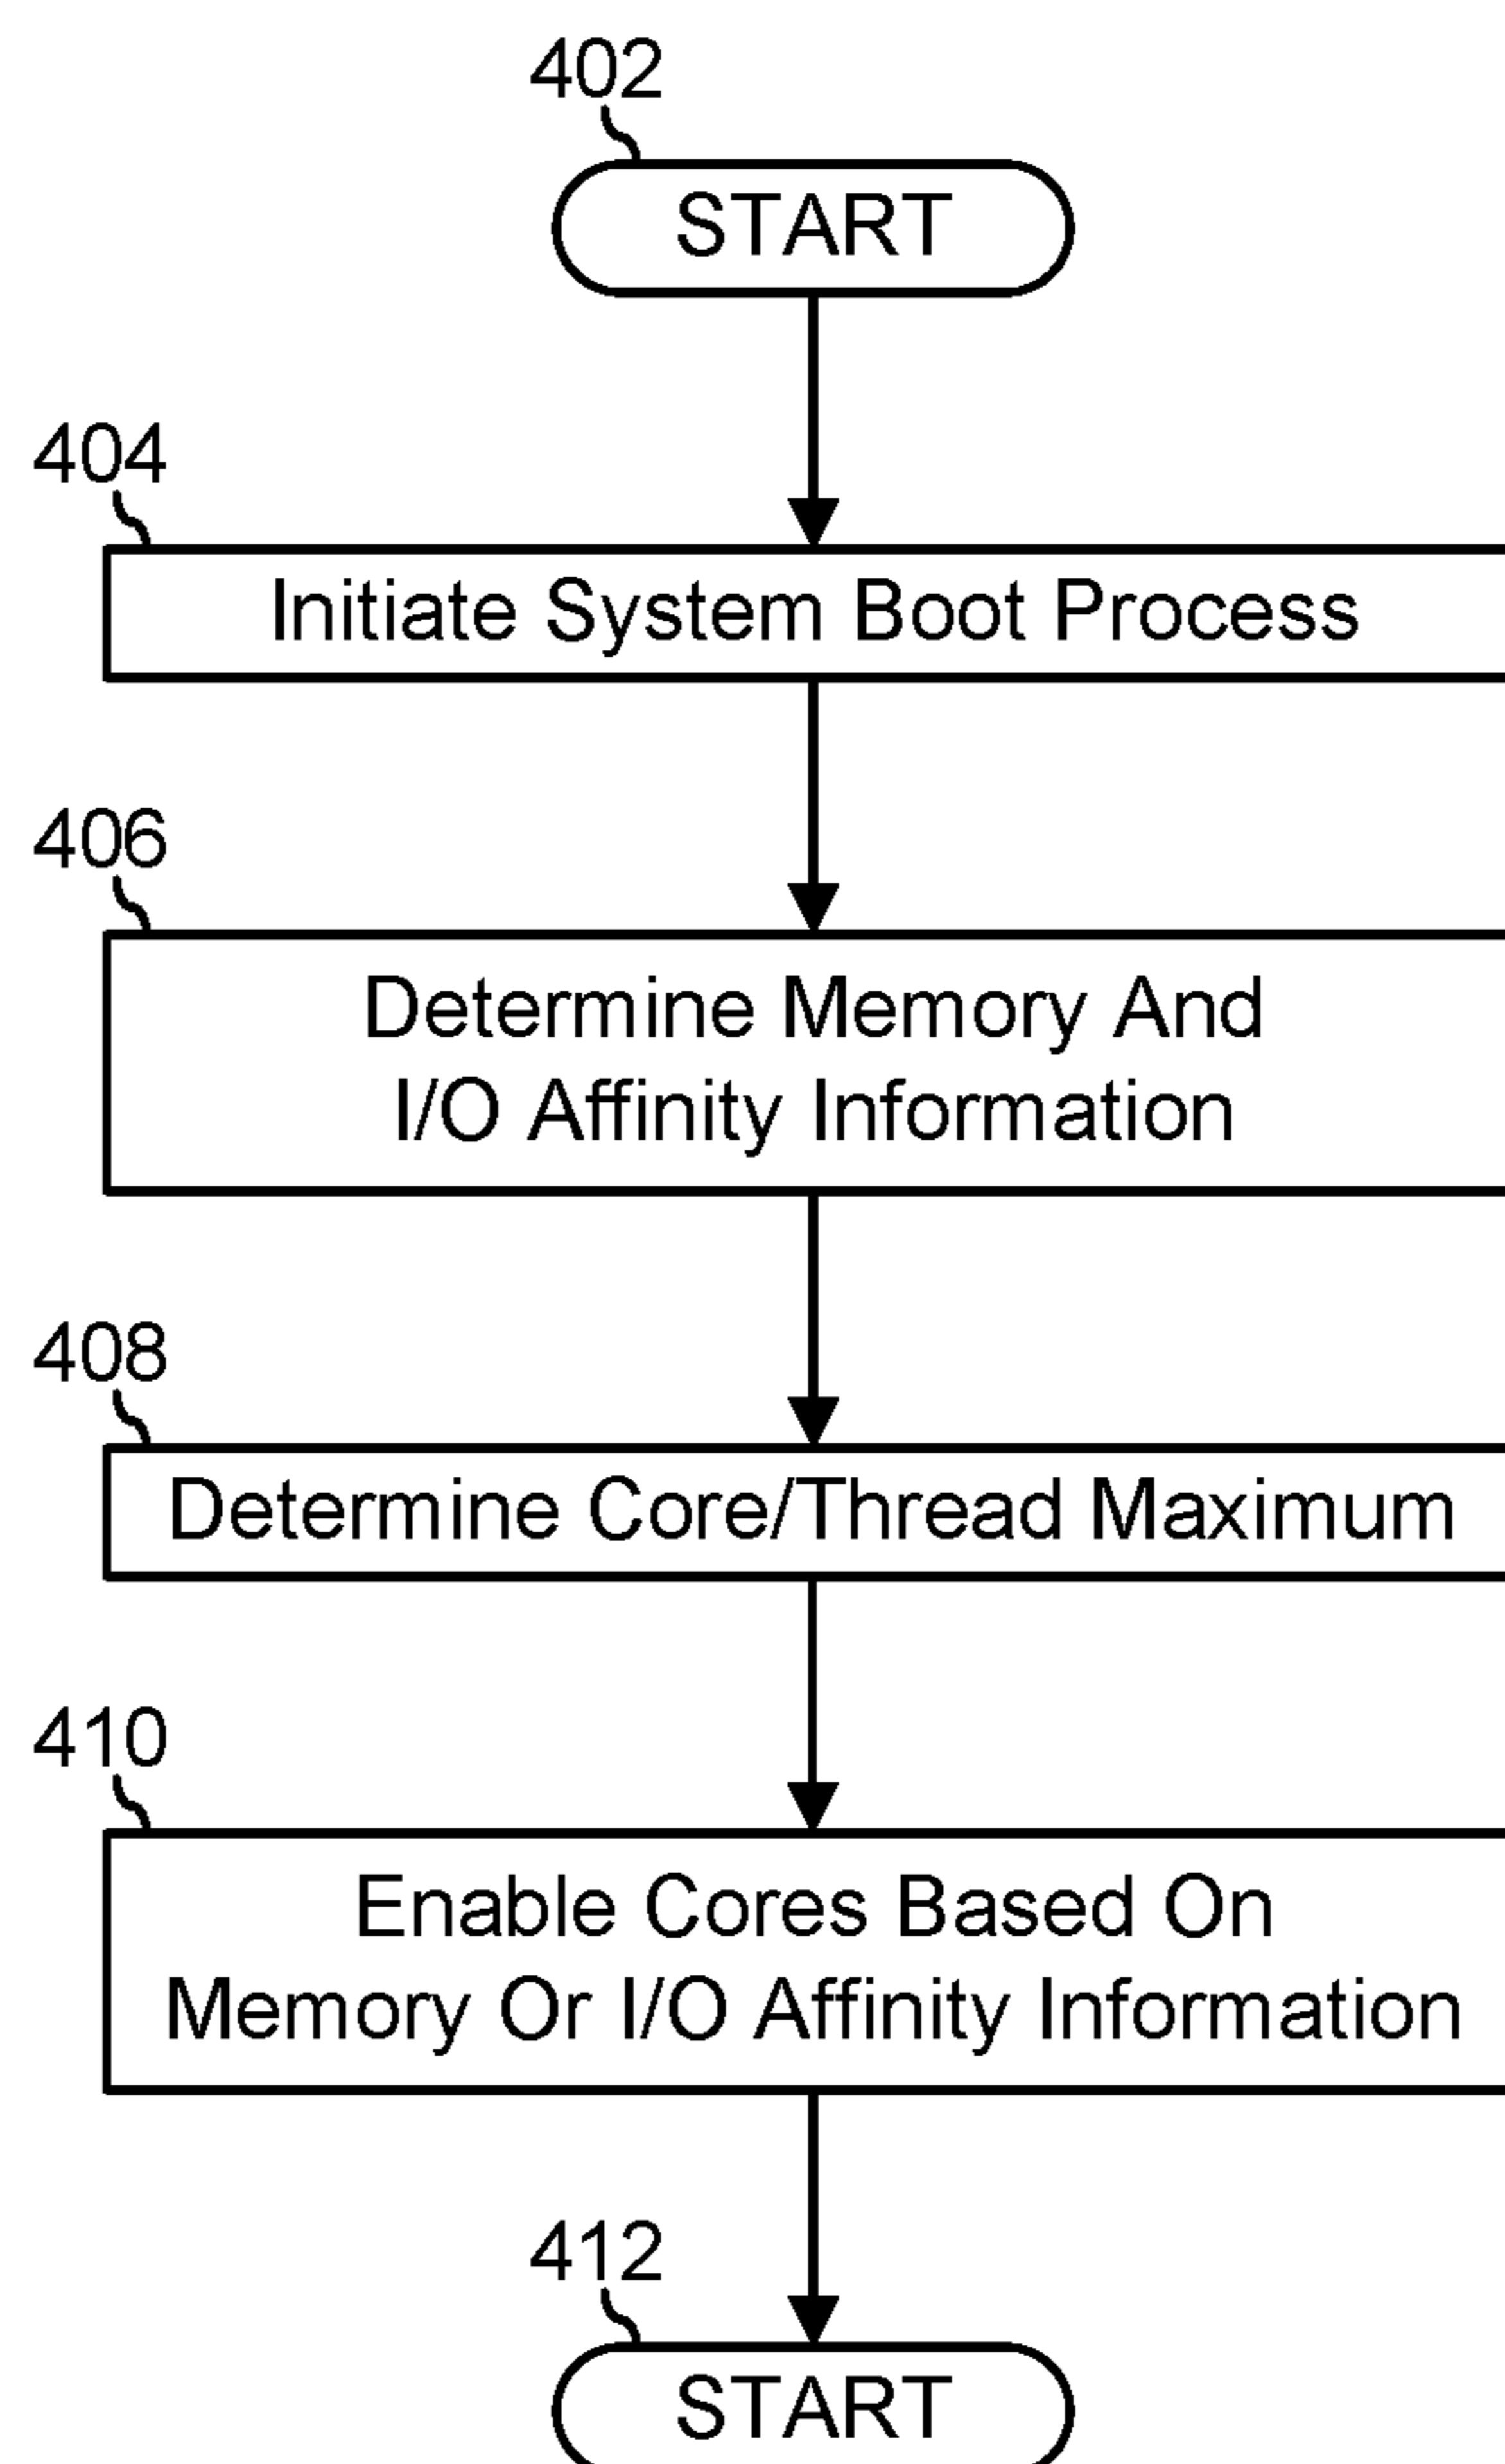 402
START
404
Initiate System Boot Process
406
Determine Memory And
I/O Affinity Information
408
Determine Core/Thread Maximum
410
Enable Cores Based On
Memory Or I/O Affinity Information
412
START